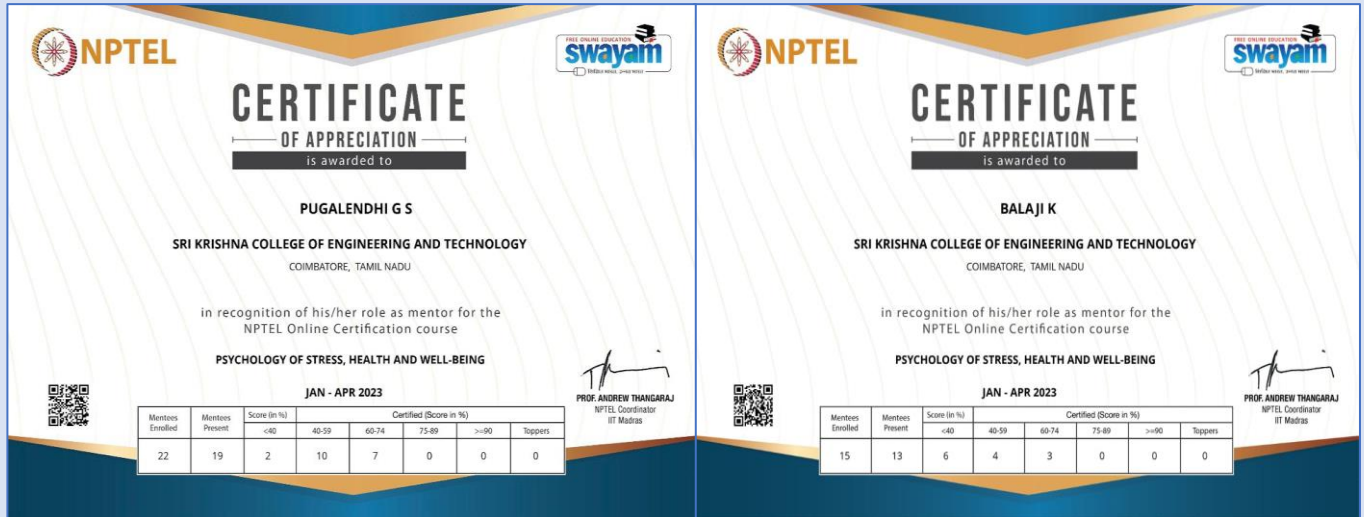 NPTEL
FREE ONLINE EDUCATION
swayam
CERTIFICATE
OF APPRECIATION
is awarded to
PUGALENDHI G S
SRI KRISHNA COLLEGE OF ENGINEERING AND TECHNOLOGY
COIMBATORE, TAMIL NADU
in recognition of his/her role as mentor for the
NPTEL Online Certification course
PSYCHOLOGY OF STRESS, HEALTH AND WELL-BEING
JAN - APR 2023
PROF. ANDREW THANGARAJ
NPTEL Coordinator
IIT Madras
Mentees Enrolled Mentees Present Score (in %) Certified (Score in %)
<40 40-59 60-74 75-89 >=90 Toppers
22 19 2 10 7 0 0 0
NPTEL
FREE ONLINE EDUCATION
swayam
CERTIFICATE
OF APPRECIATION
is awarded to
BALAJI K
SRI KRISHNA COLLEGE OF ENGINEERING AND TECHNOLOGY
COIMBATORE, TAMIL NADU
in recognition of his/her role as mentor for the
NPTEL Online Certification course
PSYCHOLOGY OF STRESS, HEALTH AND WELL-BEING
JAN - APR 2023
PROF. ANDREW THANGARAJ
NPTEL Coordinator
IIT Madras
Mentees Enrolled Mentees Present Score (in %) Certified (Score in %)
<40 40-59 60-74 75-89 >=90 Toppers
15 13 6 4 3 0 0 0